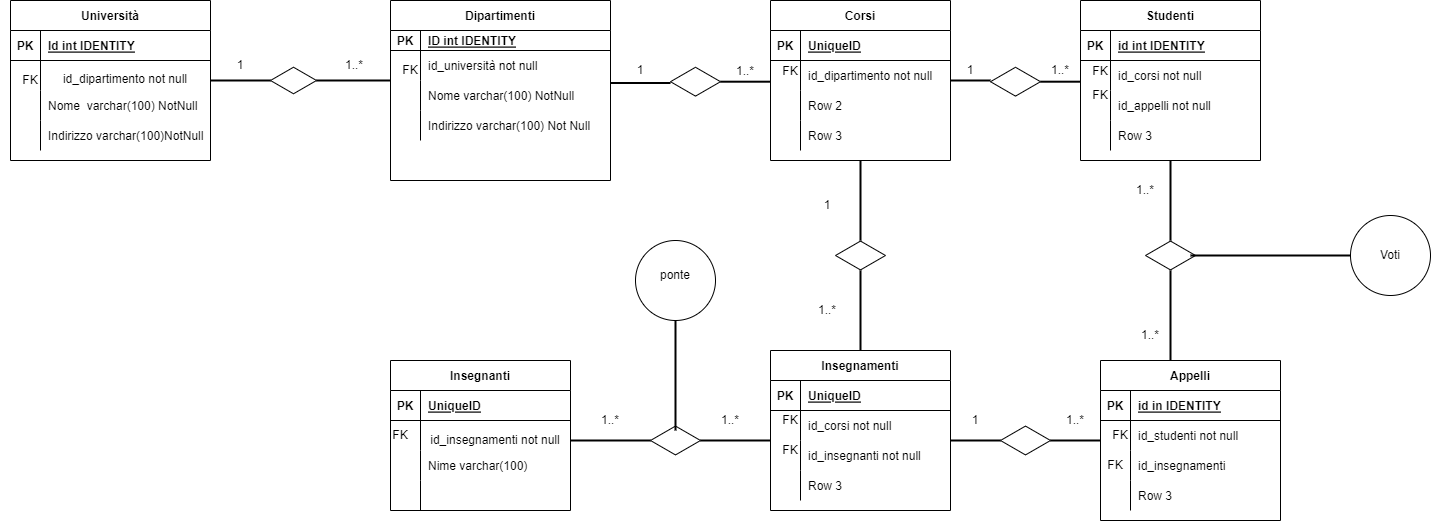 Università
PK Id int IDENTITY
FK id_dipartimento not null
Nome varchar(100) NotNull
Indirizzo varchar(100)NotNull
1
1..*
Dipartimenti
PK ID int IDENTITY
FK id_università not null
Nome varchar(100) NotNull
Indirizzo varchar(100) Not Null
1
1..*
Corsi
PK UniqueID
FK id_dipartimento not null
Row 2
Row 3
1
1..*
Studenti
PK id int IDENTITY
FK id_corsi not null
FK id_appelli not null
Row 3
1
1..*
1..*
1..*
Voti
ponte
Insegnanti
PK UniqueID
FK id_insegnamenti not null
Nime varchar(100)
1..*
1..*
Insegnamenti
PK UniqueID
FK id_corsi not null
FK id_insegnanti not null
Row 3
1
1..*
Appelli
PK id in IDENTITY
FK id_studenti not null
FK id_insegnamenti
Row 3